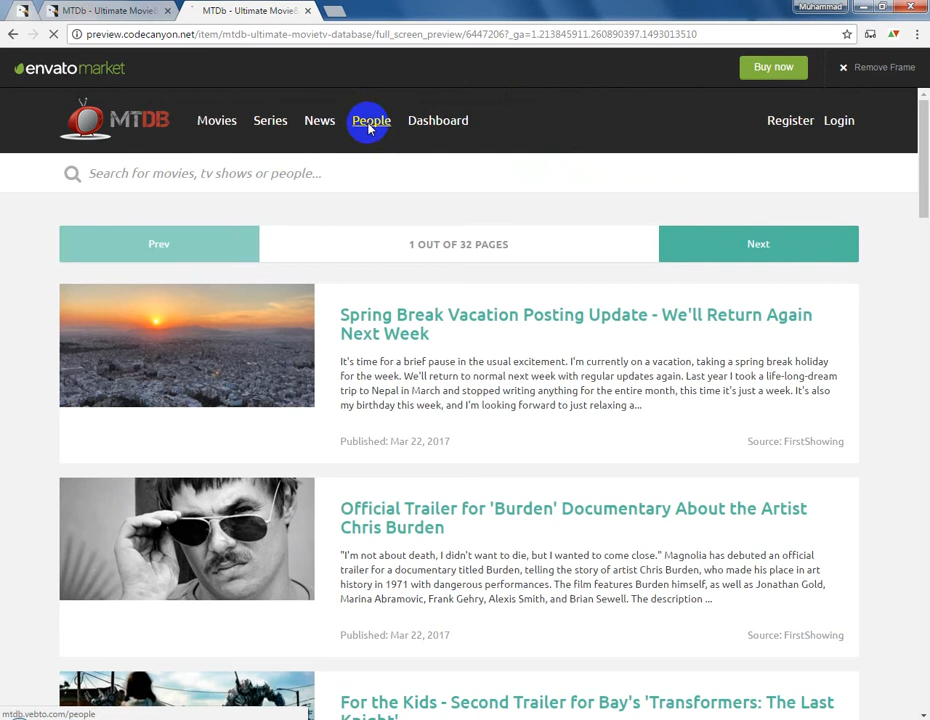 Muhammad
MTDb - Ultimate Movie&
MTDb - Ultimate Movie&
preview.codecanyon.net/item/mtdb-ultimate-movietv-database/full_screen_preview/6447206?_ga=1.213845911.260890397.1493013510
envatomarket
Buy now
Remove Frame
MTDB
Movies
Series
News
People
Dashboard
Register
Login
Search for movies, tv shows or people...
Prev
1 OUT OF 32 PAGES
Next
Spring Break Vacation Posting Update - We'll Return Again
Next Week
It's time for a brief pause in the usual excitement. I'm currently on a vacation, taking a spring break holiday
for the week. We'll return to normal next week with regular updates again. Last year I took a life-long-dream
trip to Nepal in March and stopped writing anything for the entire month, this time it's just a week. It's also
my birthday this week, and I'm looking forward to just relaxing a...
Published: Mar 22, 2017
Source: FirstShowing
Official Trailer for 'Burden' Documentary About the Artist
Chris Burden
"I'm not about death, I didn't want to die, but I wanted to come close." Magnolia has debuted an official
trailer for a documentary titled Burden, telling the story of artist Chris Burden, who made his place in art
history in 1971 with dangerous performances. The film features Burden himself, as well as Jonathan Gold,
Marina Abramovic, Frank Gehry, Alexis Smith, and Brian Sewell. The description ...
Published: Mar 22, 2017
Source: FirstShowing
For the Kids - Second Trailer for Bay's 'Transformers: The Last
Knight'
mtdb.vebto.com/people